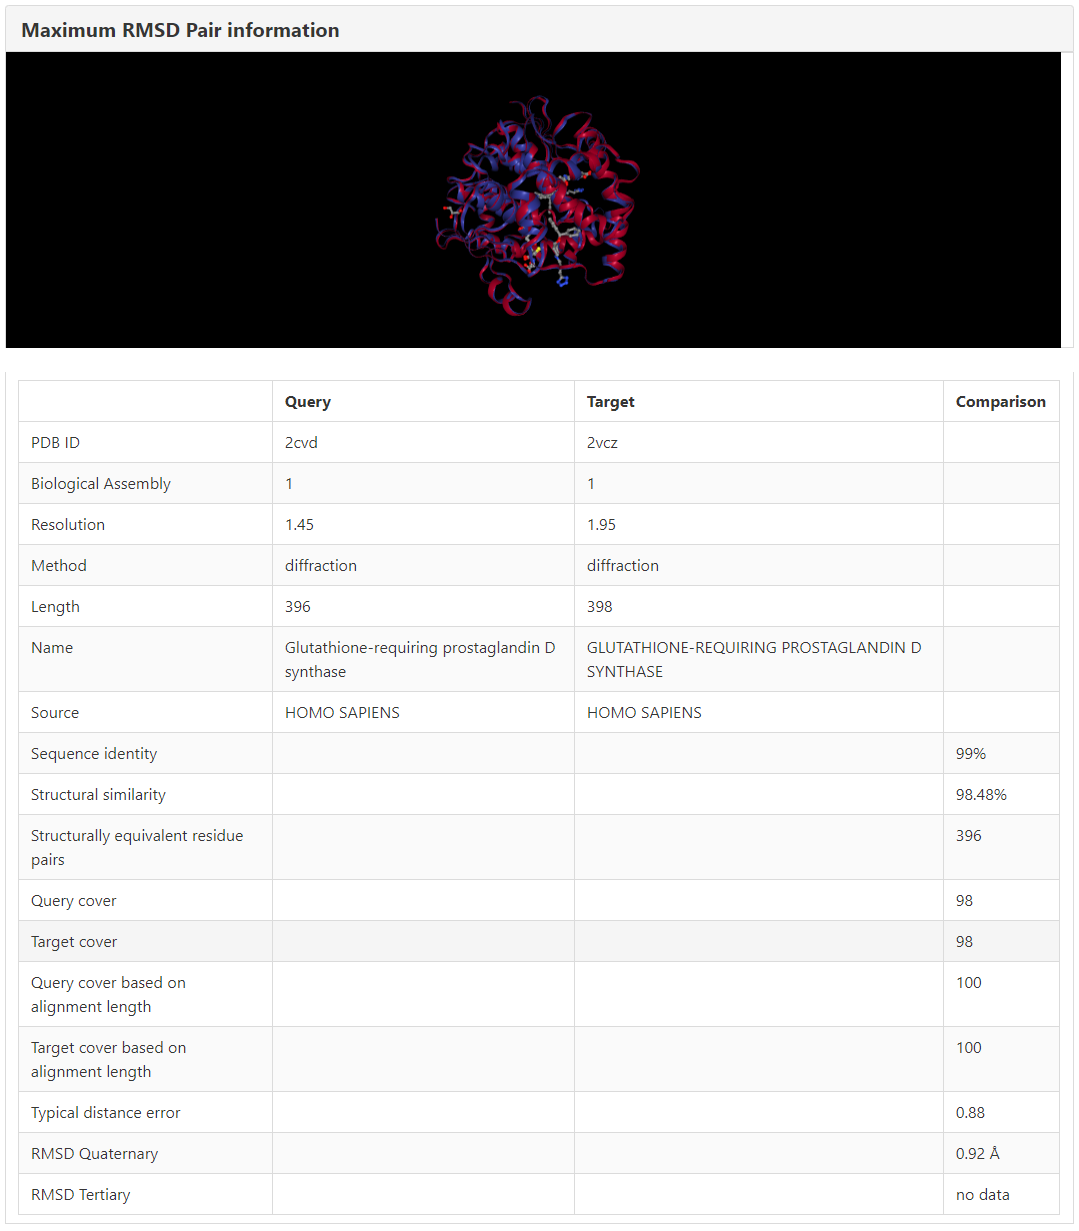 Maximum RMSD Pair information
Query Target Comparison
PDB ID 2cvd 2vcz
Biological Assembly 1 1
Resolution 1.45 1.95
Method diffraction diffraction
Length 396 398
Name Glutathione-requiring prostaglandin D GLUTATHIONE-REQUIRING PROSTAGLANDIN D
synthase SYNTHASE
Source HOMO SAPIENS HOMO SAPIENS
Sequence identity 99%
Structural similarity 98.48%
Structurally equivalent residue 396
pairs
Query cover 98
Target cover 98
Query cover based on 100
alignment length
Target cover based on 100
alignment length
Typical distance error 0.88
RMSD Quaternary 0.92 Å
RMSD Tertiary no data